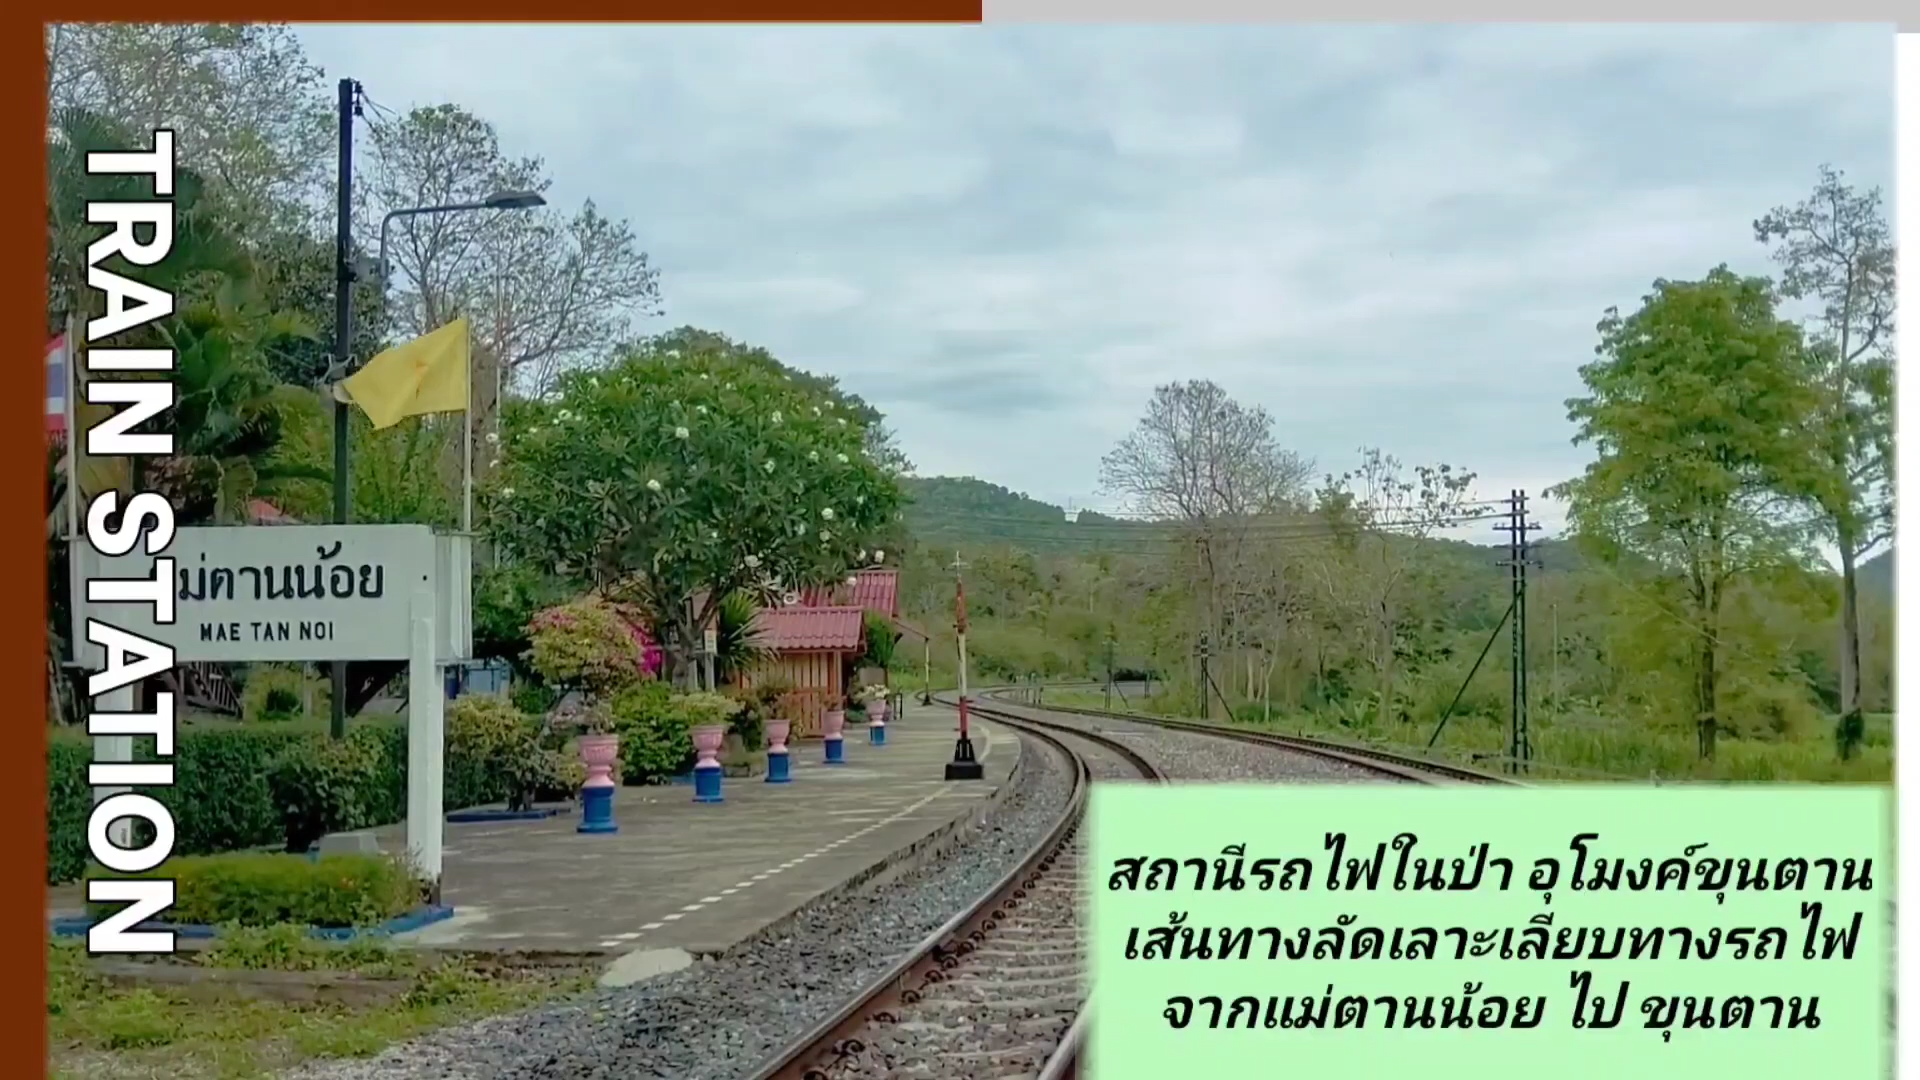 TRAIN STATION
ม่ตานน้อย
MAE TAN NOI
สถานีรถไฟในป่า อุโมงค์ขุนตาน
เส้นทางลัดเลาะเลียบทางรถไฟ
จากแม่ตานน้อย ไป ขุนตาน